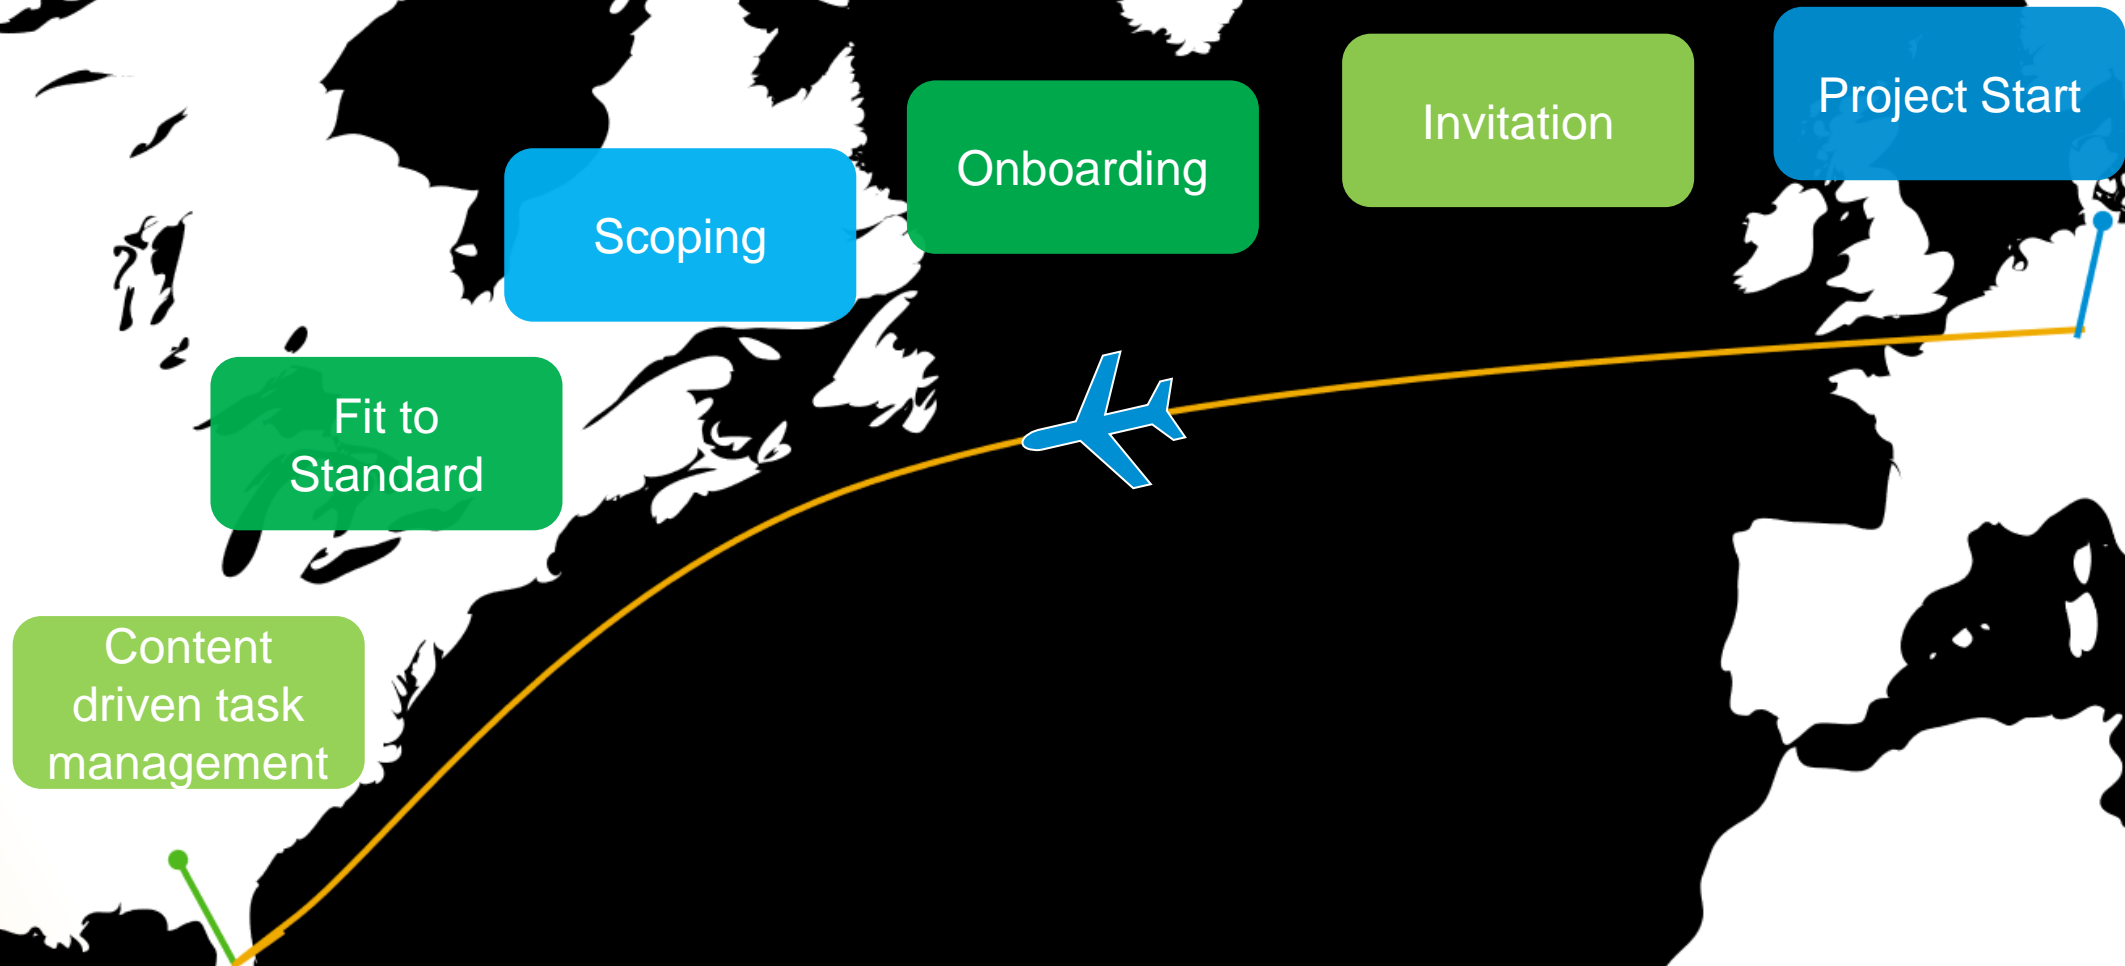 Project Start
Invitation
Onboarding
Scoping
Fit to
Standard
Content
driven task
management